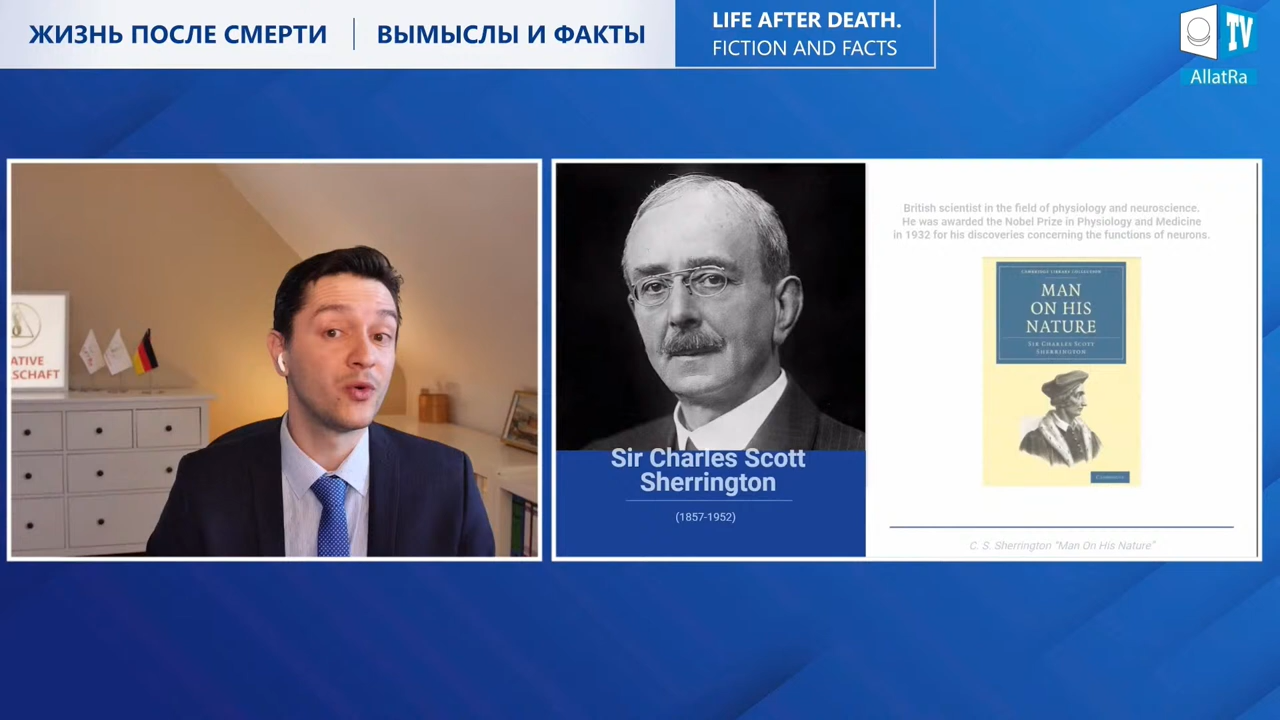 ЖИЗНЬ ПОСЛЕ СМЕРТИ
ВЫМЫСЛЫ И ФАКТЫ
LIFE AFTER DEATH.
FICTION AND FACTS
TV
AllatRa
ATIVE
SCHAFT
Sir Charles Scott
Sherrington
(1857-1952)
British scientist in the field of physiology and neuroscience.
He was awarded the Nobel Prize in Physiology and Medicine
in 1932 for his discoveries concerning the functions of neurons.
CAMBRIDGE LIBRARY COLLECTION
MAN
ON HIS
NATURE
SIR CHARLES SCOTT
SHERRINGTON
CAMBRIDGE
C. S. Sherrington "Man On His Nature"